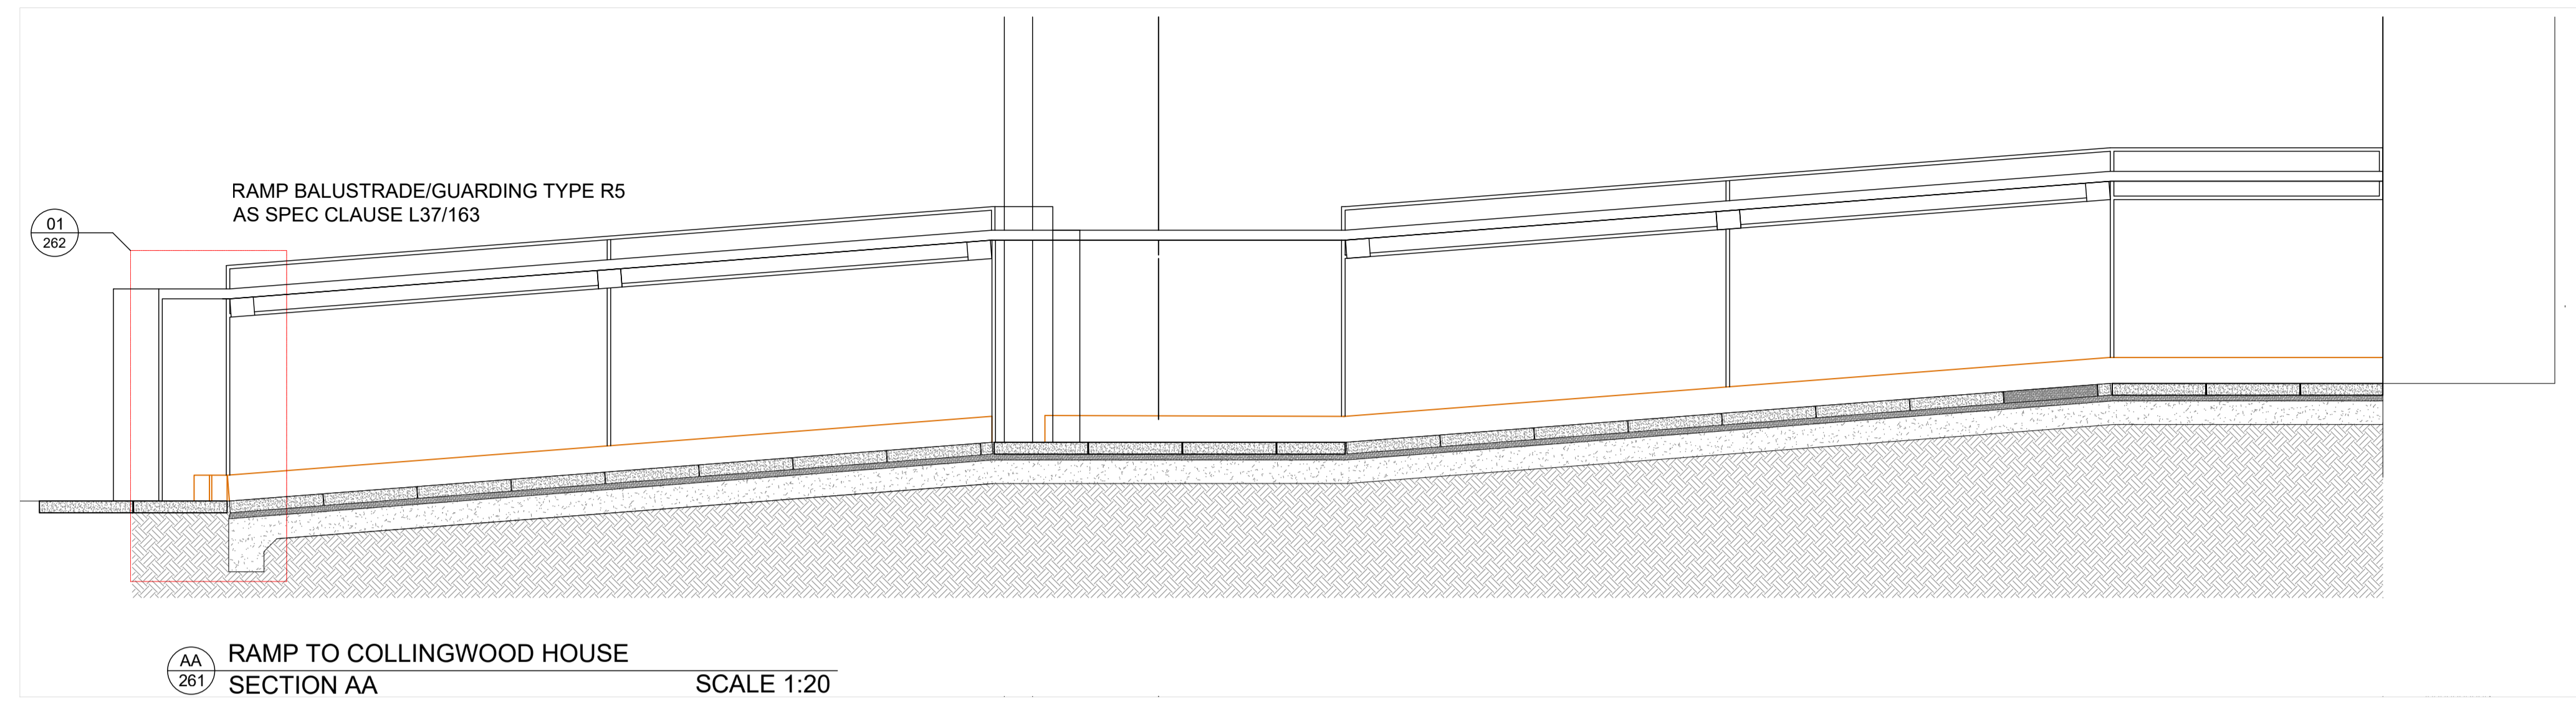 RAMP BALUSTRADE/GUARDING TYPE R5
AS SPEC CLAUSE L37/163
01
262
AA
261
RAMP TO COLLINGWOOD HOUSE
SECTION AA SCALE 1:20